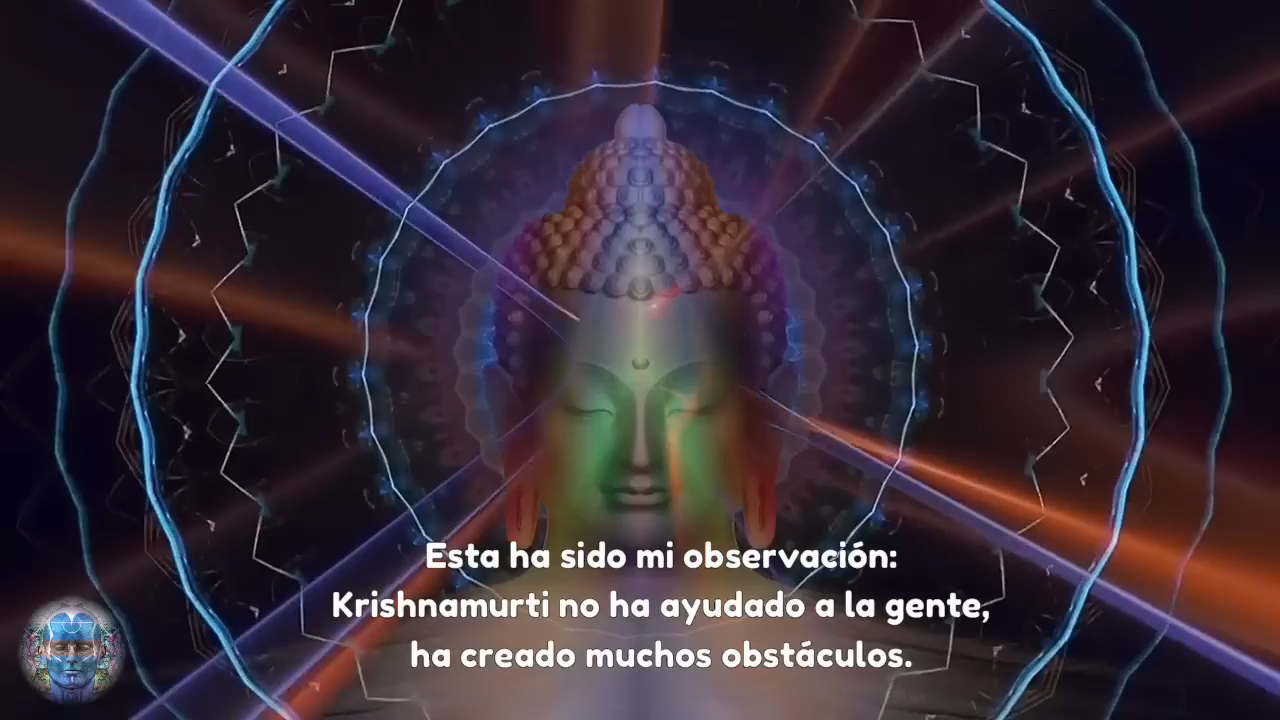 Esta ha sido mi observación:
Krishnamurti no ha ayudado a la gente,
ha creado muchos obstáculos.